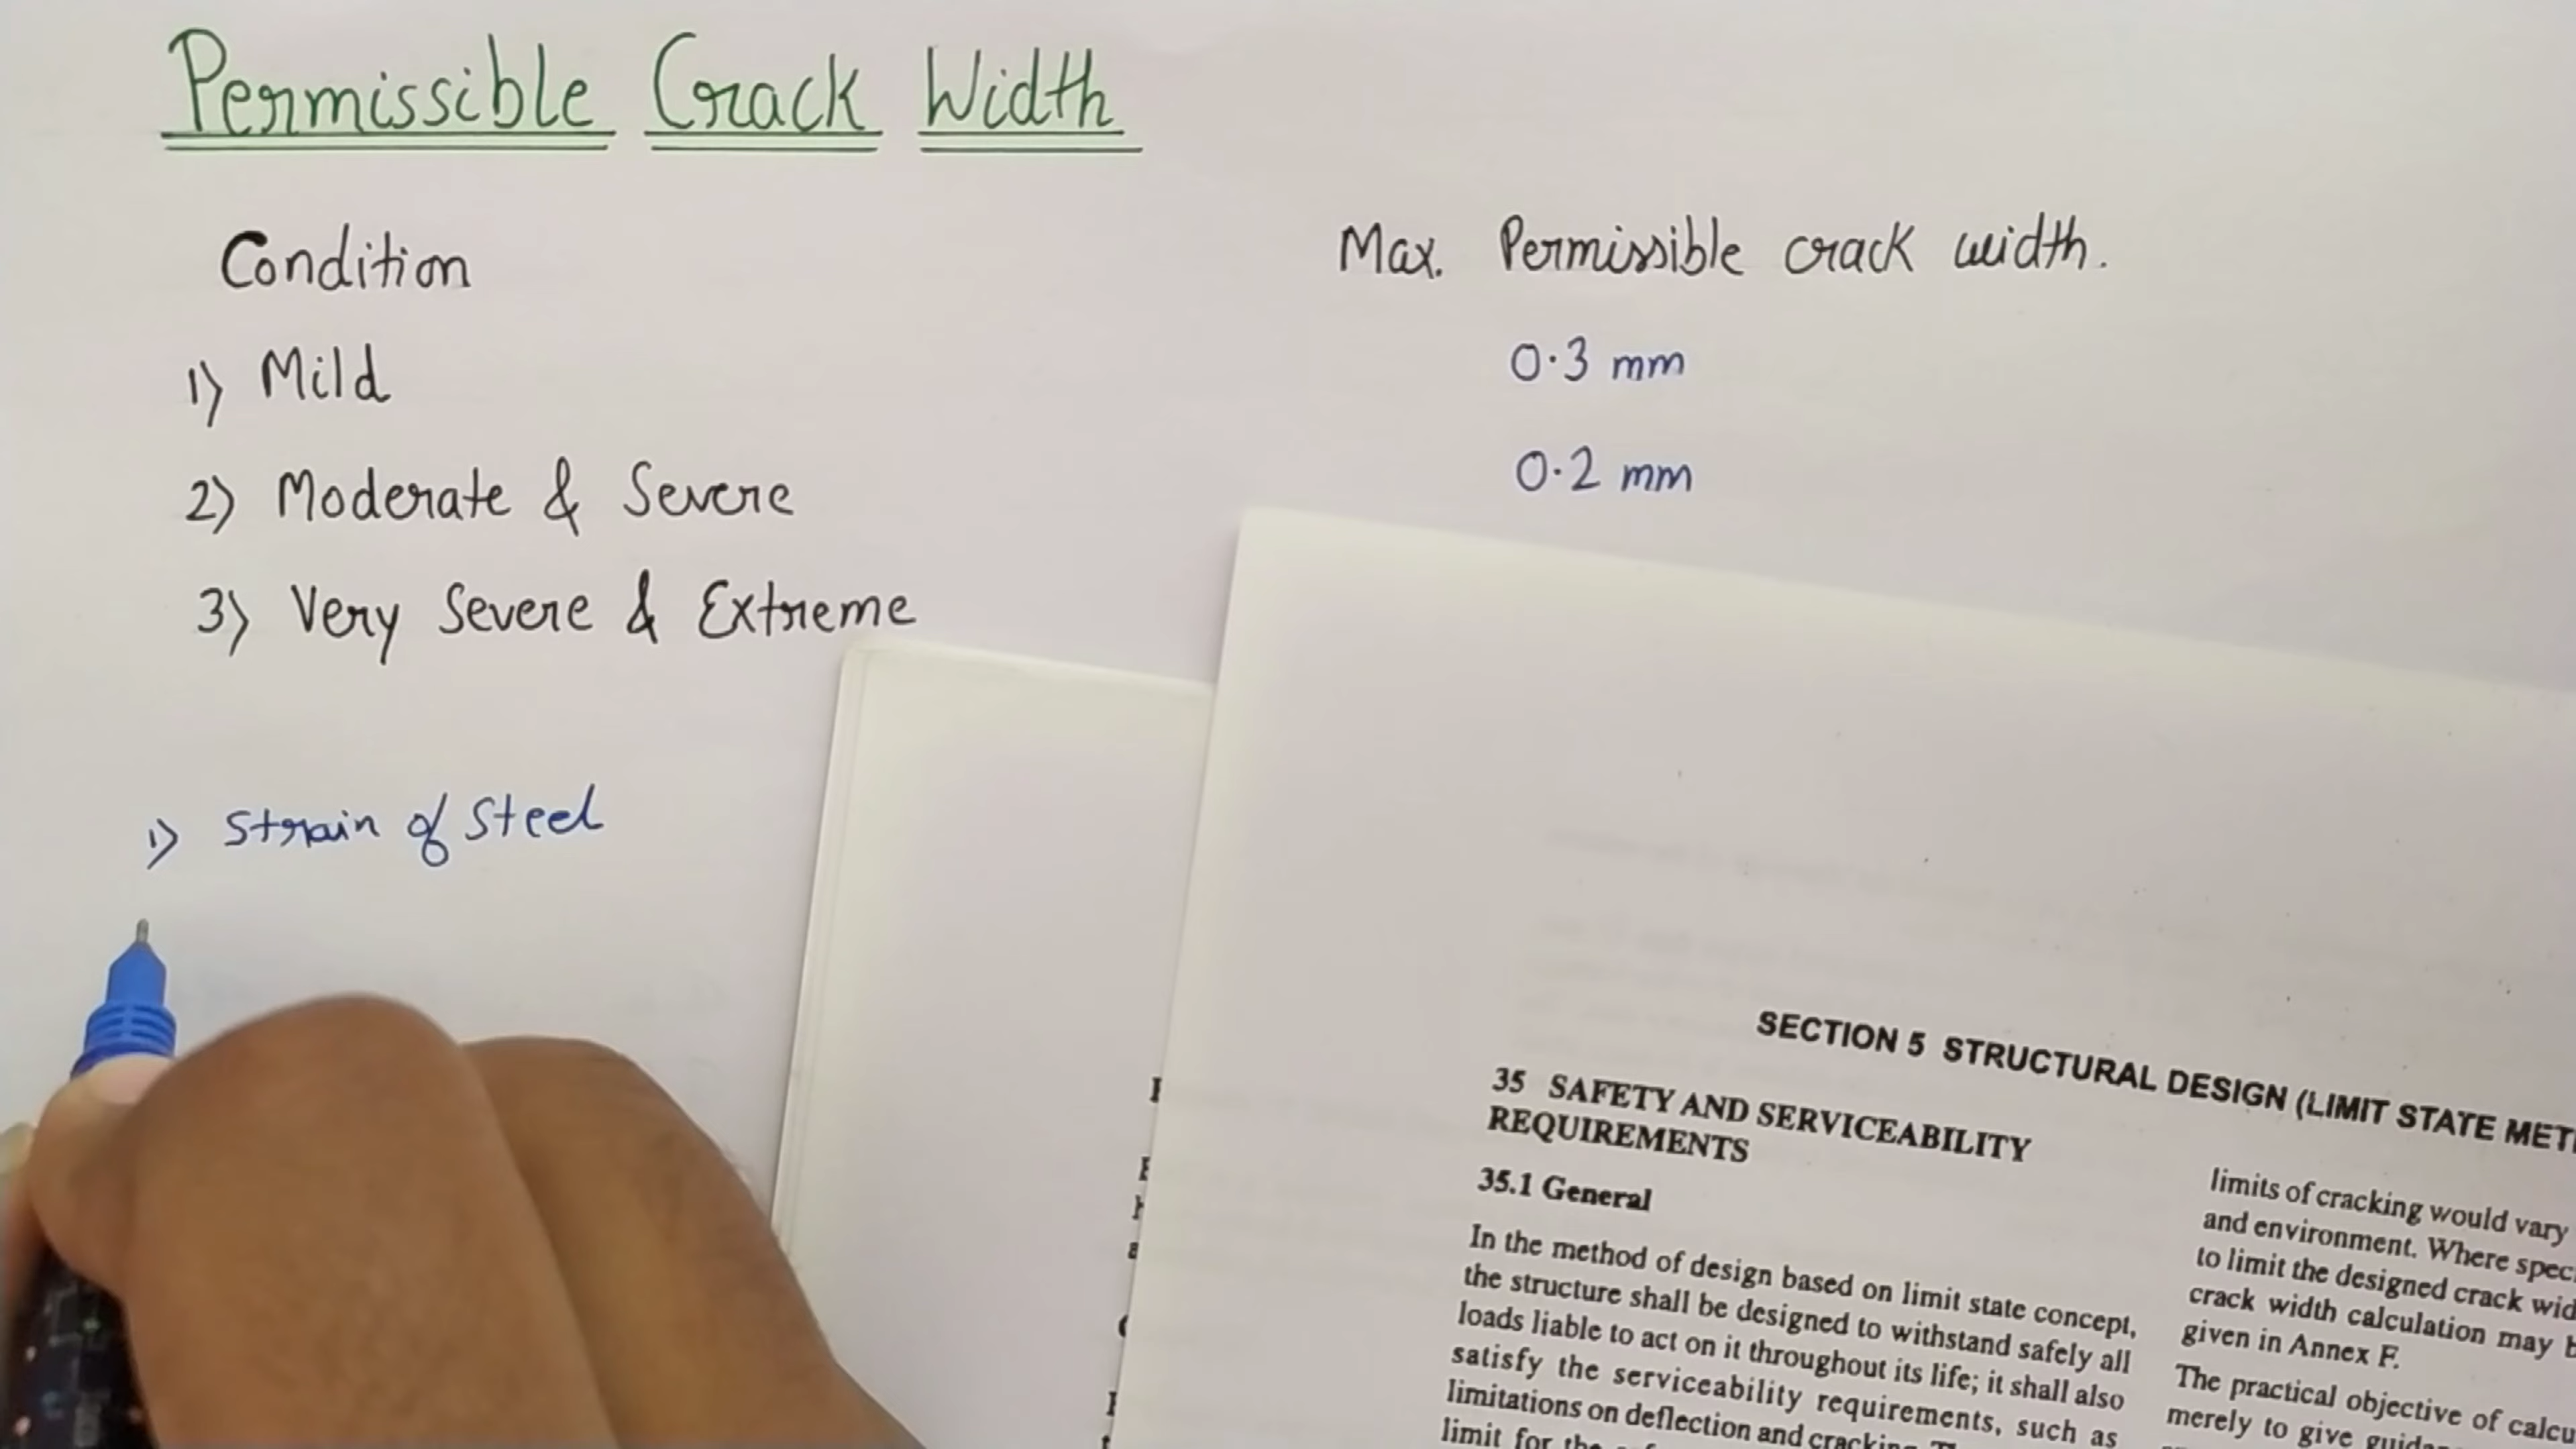 Permissible Crack Width
Condition
Max. Permissible crack width.
1) Mild
0.3 mm
2) Moderate & Severe
0.2 mm
3) Very Severe & Extreme
1) Strain of Steel
SECTION 5 STRUCTURAL DESIGN (LIMIT STATE
35 SAFETY AND SERVICEABILITY
REQUIREMENTS
35.1 General
In the method of design based on limit state concept,
the structure shall be designed to withstand safely all
loads liable to act on it throughout its life; it shall also
satisfy the serviceability requirements, such as
limitations on deflection and cracking.
limit for the
limits of cracking would vary
and environment. Where
to limit the designed crack
crack width calculation may
given in Annex F.
The practical objective of
merely to give